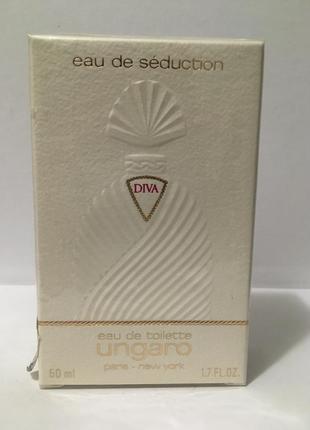 eau de séduction
DIVA
eau de toilette
ungaro
paris - new york
50 ml 1.7 FL.OZ.